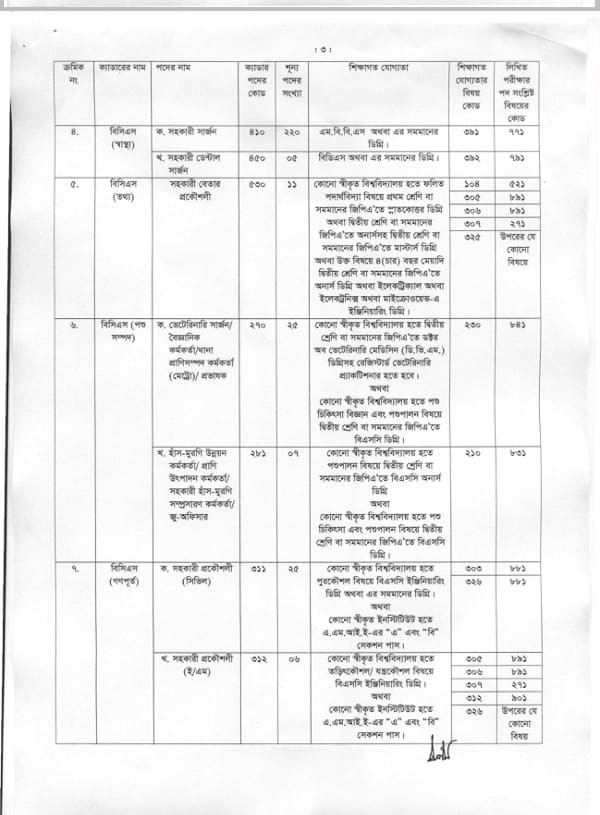 : ৩ :
ক্রমিক নং
ক্যাডারের নাম
পদের নাম
ক্যাডার পদের কোড
শূন্য পদের সংখ্যা
শিক্ষাগত যোগ্যতা
শিক্ষাগত যোগ্যতার বিষয় কোড
লিখিত পরীক্ষার পদ সংশ্লিষ্ট বিষয়ের কোড
৪.
বিসিএস
(স্বাস্থ্য)
ক. সহকারী সার্জন
৪১০
২২০
এম.বি.বি.এস অথবা এর সমমানের
ডিগ্রি।
৩৯১
৭৭১
খ. সহকারী ডেন্টাল
সার্জন
৪৫০
০৫
বিডিএস অথবা এর সমমানের ডিগ্রি।
৩৯২
৭৯১
৫.
বিসিএস
(তথ্য)
সহকারী বেতার
প্রকৌশলী
৫৩০
১১
কোনো স্বীকৃত বিশ্ববিদ্যালয় হতে ফলিত
পদার্থবিদ্যা বিষয়ে প্রথম শ্রেণি বা
সমমানের জিপিএ'তে স্নাতকোত্তর ডিগ্রি
অথবা দ্বিতীয় শ্রেণি বা সমমানের
জিপিএ'তে অনার্সসহ দ্বিতীয় শ্রেণি বা
সমমানের জিপিএ'তে মাস্টার্স ডিগ্রি
অথবা উক্ত বিষয়ে ৪(চার) বছর মেয়াদি
দ্বিতীয় শ্রেণি বা সমমানের জিপিএ'তে
অনার্স ডিগ্রি অথবা ইলেকট্রিক্যাল অথবা
ইলেকট্রনিক্স অথবা মাইক্রোওয়েভ-এ
ইঞ্জিনিয়ারিং ডিগ্রি।
১০৪
৫২১
৩০৫
৮৯১
৩০৬
৮৯১
৩০৭
২৭১
৩২৫
উপরের যে
কোনো
বিষয়ে
৬.
বিসিএস (পশু
সম্পদ)
ক. ভেটেরিনারি সার্জন/
বৈজ্ঞানিক
কর্মকর্তা/থানা
প্রাণিসম্পদ কর্মকর্তা
(মেট্রো)/ প্রভাষক
২৭০
২৫
কোনো স্বীকৃত বিশ্ববিদ্যালয় হতে দ্বিতীয়
শ্রেণি বা সমমানের জিপিএ'তে ডক্টর
অব ভেটেরিনারি মেডিসিন (ডি.ভি.এম.)
ডিগ্রিসহ রেজিস্টার্ড ভেটেরিনারি
প্র্যাকটিশনার হতে হবে।
অথবা
কোনো স্বীকৃত বিশ্ববিদ্যালয় হতে পশু
চিকিৎসা বিজ্ঞান এবং পশুপালন বিষয়ে
দ্বিতীয় শ্রেণি বা সমমানের জিপিএ'তে
বিএসসি ডিগ্রি।
২৩০
৮৪১
খ. হাঁস-মুরগি উন্নয়ন
কর্মকর্তা/ প্রাণি
উৎপাদন কর্মকর্তা/
সহকারী হাঁস-মুরগি
সম্প্রসারণ কর্মকর্তা/
জু-অফিসার
২৮১
০৭
কোনো স্বীকৃত বিশ্ববিদ্যালয় হতে
পশুপালন বিষয়ে দ্বিতীয় শ্রেণি বা
সমমানের জিপিএ'তে বিএসসি অনার্স
ডিগ্রি
অথবা
কোনো স্বীকৃত বিশ্ববিদ্যালয় হতে পশু
চিকিৎসা এবং পশুপালন বিষয়ে দ্বিতীয়
শ্রেণি বা সমমানের জিপিএ'তে বিএসসি
ডিগ্রি।
২১০
৮৩১
৭.
বিসিএস
(গণপূর্ত)
ক. সহকারী প্রকৌশলী
(সিভিল)
৩১১
২৫
কোনো স্বীকৃত বিশ্ববিদ্যালয় হতে
পুরকৌশল বিষয়ে বিএসসি ইঞ্জিনিয়ারিং
ডিগ্রি অথবা এর সমমানের ডিগ্রি।
অথবা
কোনো স্বীকৃত ইনস্টিটিউট হতে
এ.এম.আই.ই-এর “এ” এবং “বি”
সেকশন পাস।
৩০৩
৮৮১
৩২৬
৮৮১
খ. সহকারী প্রকৌশলী
(ই/এম)
৩১২
০৬
কোনো স্বীকৃত বিশ্ববিদ্যালয় হতে
তড়িৎকৌশল/ যন্ত্রকৌশল বিষয়ে
বিএসসি ইঞ্জিনিয়ারিং ডিগ্রি।
অথবা
কোনো স্বীকৃত ইনস্টিটিউট হতে
এ.এম.আই.ই-এর “এ” এবং “বি”
সেকশন পাস।
৩০৫
৮৯১
৩০৬
৮৯১
৩০৭
২৭১
৩১২
৯০১
৩২৬
উপরের যে
কোনো
বিষয়